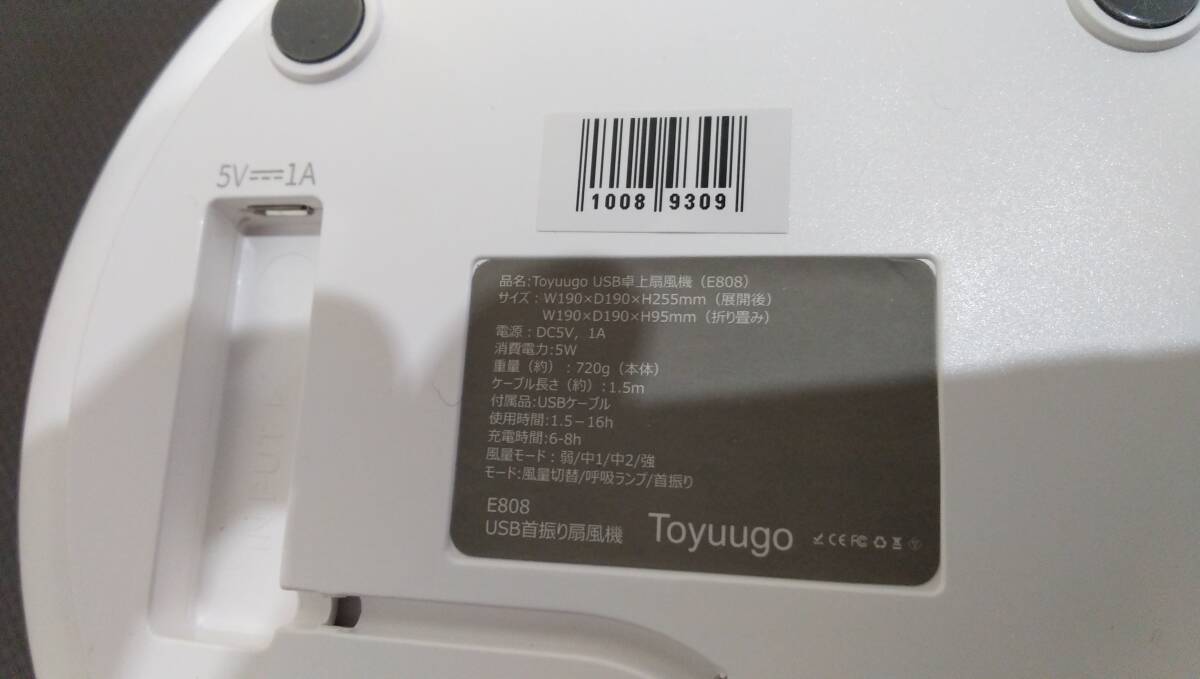 5V⎓1A
1008 9309
品名:Toyuugo USB卓上扇風機（E808）
サイズ：W190×D190×H255mm（展開後）
W190×D190×H95mm（折り畳み）
電源：DC5V，1A
消費電力:5W
重量（約）：720g（本体）
ケーブル長さ（約）:1.5m
付属品:USBケーブル
使用時間:1.5－16h
充電時間:6-8h
風量モード：弱/中1/中2/強
モード:風量切替/呼吸ランプ/首振り
E808
USB首振り扇風機
Toyuugo
CE FC